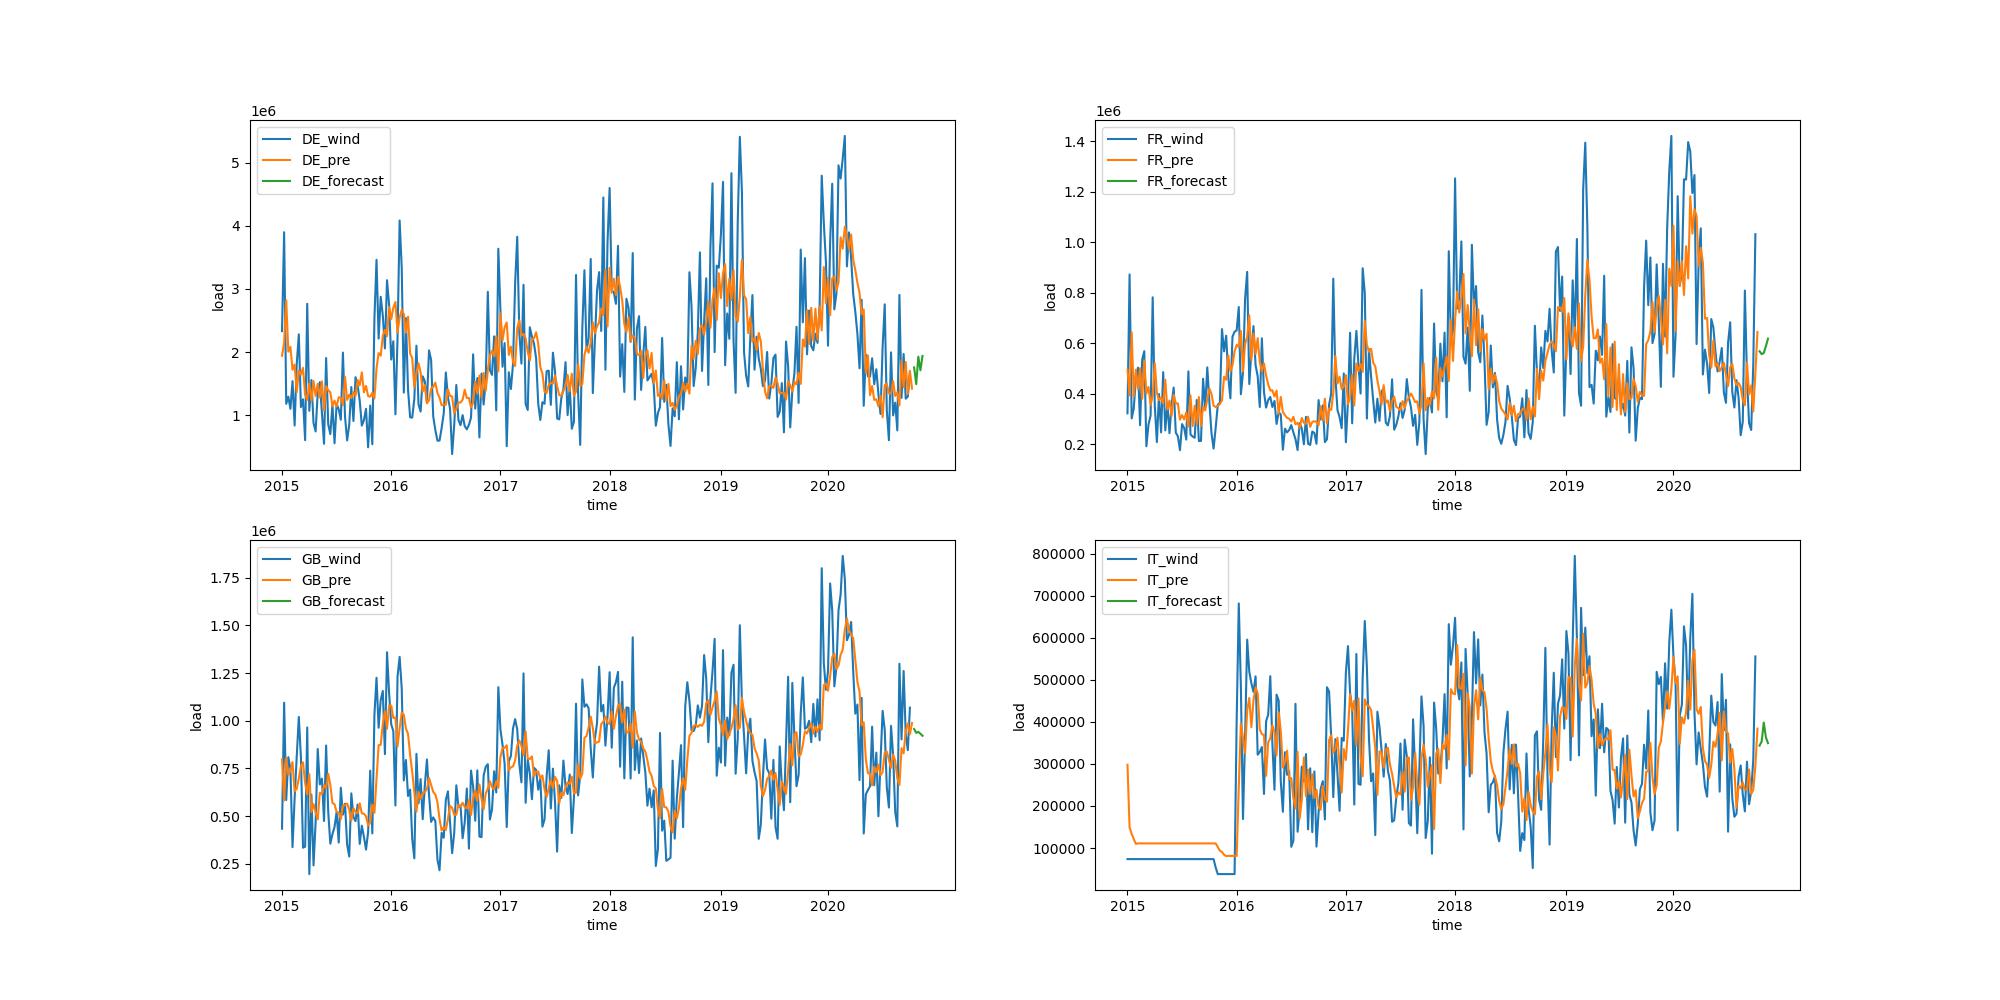 1e6
DE_wind
DE_pre
DE_forecast
5
4
3
2
1
load
2015 2016 2017 2018 2019 2020
time
1e6
FR_wind
FR_pre
FR_forecast
1.4
1.2
1.0
0.8
0.6
0.4
0.2
load
2015 2016 2017 2018 2019 2020
time
1e6
GB_wind
GB_pre
GB_forecast
1.75
1.50
1.25
1.00
0.75
0.50
0.25
load
2015 2016 2017 2018 2019 2020
time
IT_wind
IT_pre
IT_forecast
800000
700000
600000
500000
400000
300000
200000
100000
load
2015 2016 2017 2018 2019 2020
time